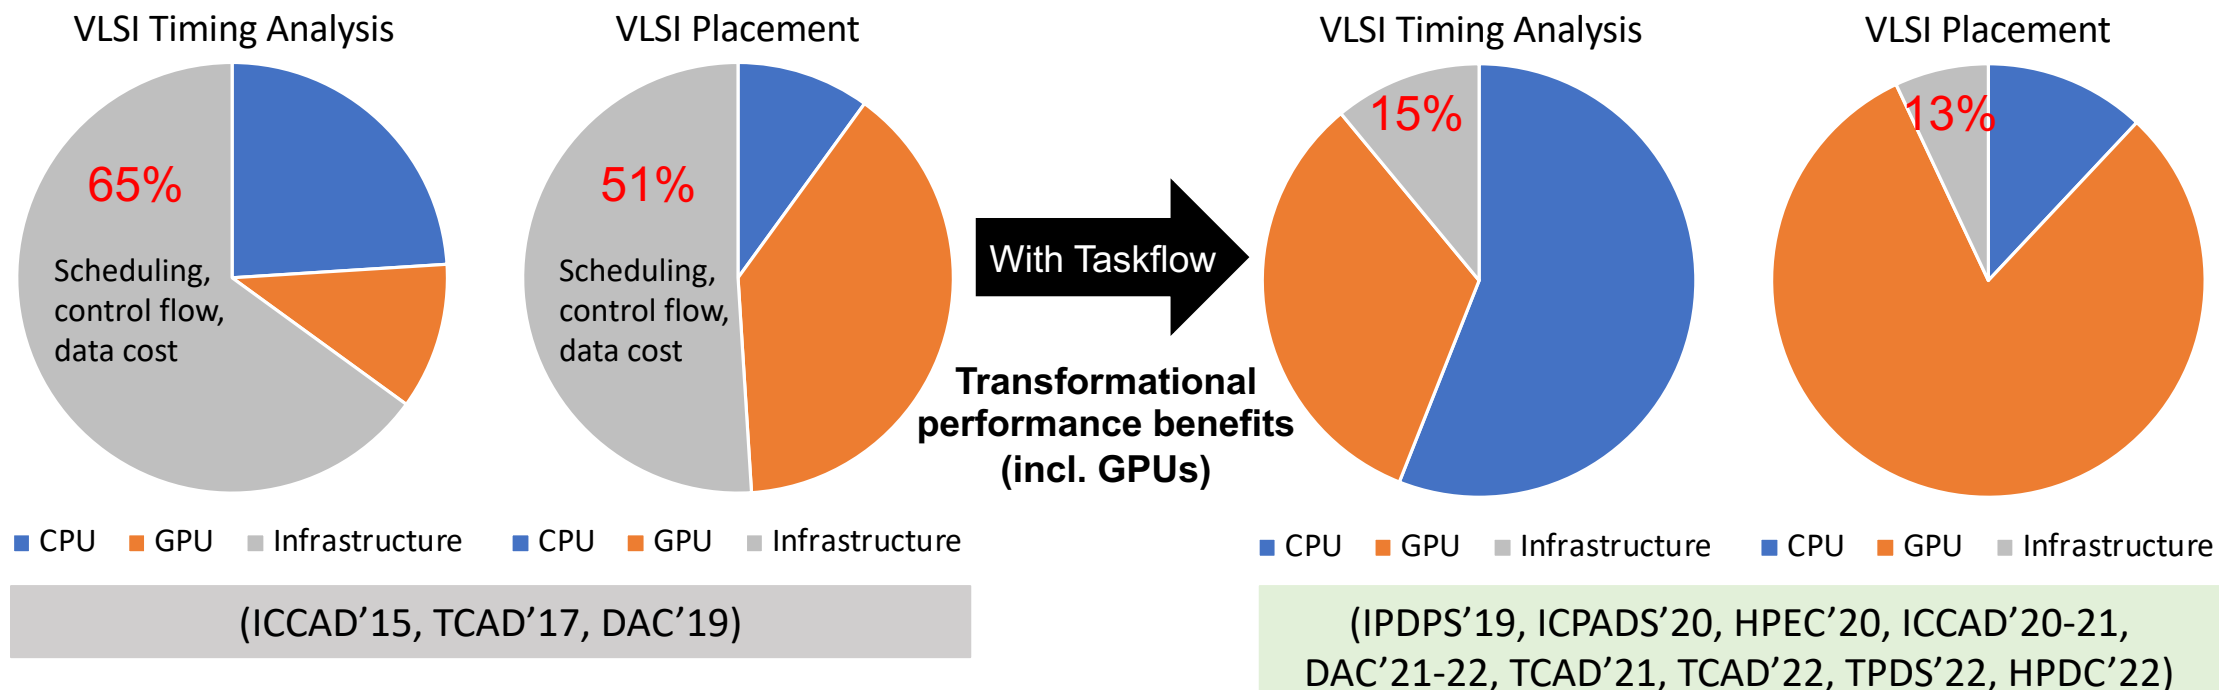 VLSI Timing Analysis
65%
Scheduling,
control flow,
data cost
CPU GPU Infrastructure
VLSI Placement
51%
Scheduling,
control flow,
data cost
CPU GPU Infrastructure
(ICCAD’15, TCAD’17, DAC’19)
With Taskflow
Transformational
performance benefits
(incl. GPUs)
VLSI Timing Analysis
15%
CPU GPU Infrastructure
VLSI Placement
13%
CPU GPU Infrastructure
(IPDPS’19, ICPADS’20, HPEC’20, ICCAD’20-21,
DAC’21-22, TCAD’21, TCAD’22, TPDS’22, HPDC’22)